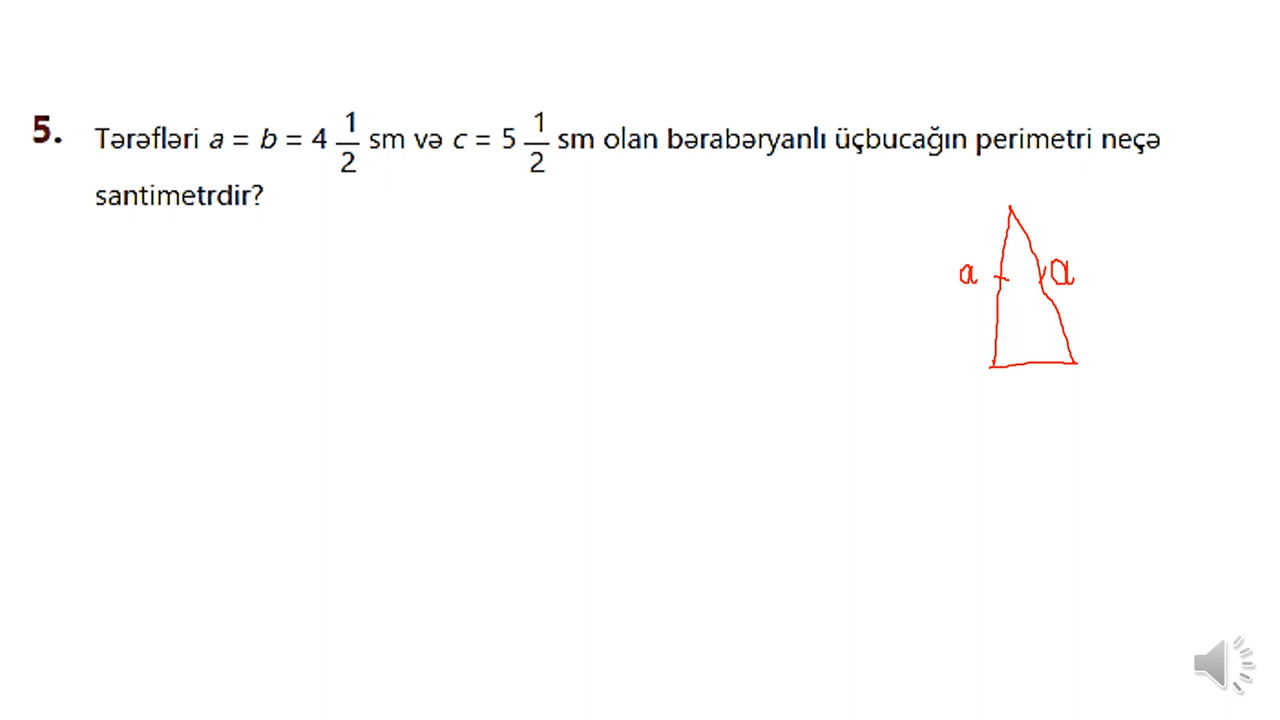 5. Tərəfləri a = b = 4 1/2 sm və c = 5 1/2 sm olan bərabəryanlı üçbucağın perimetri neçə
santimetrdir?
a a